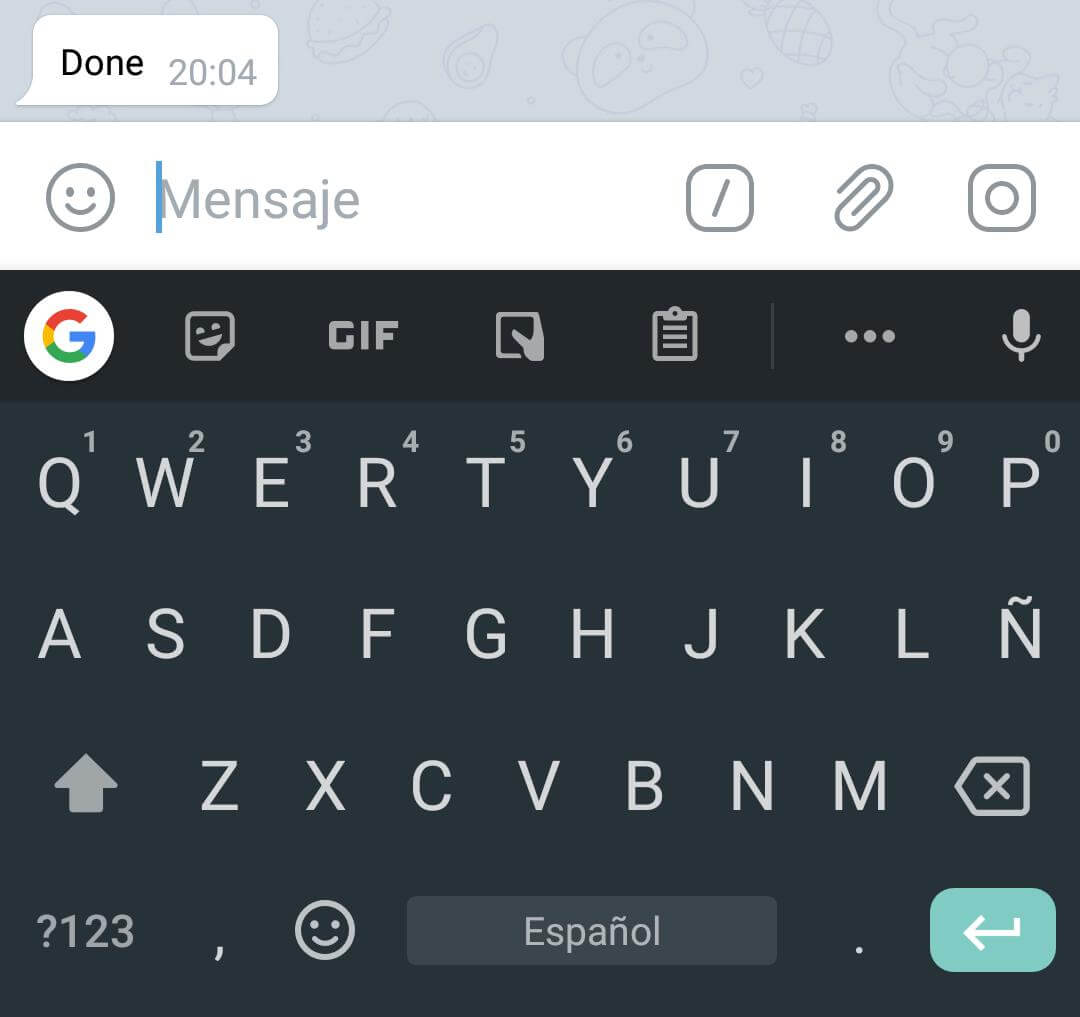 Done 20:04
Mensaje
GIF
1 2 3 4 5 6 7 8 9 0
Q W E R T Y U I O P
A S D F G H J K L Ñ
Z X C V B N M
?123 , Español .